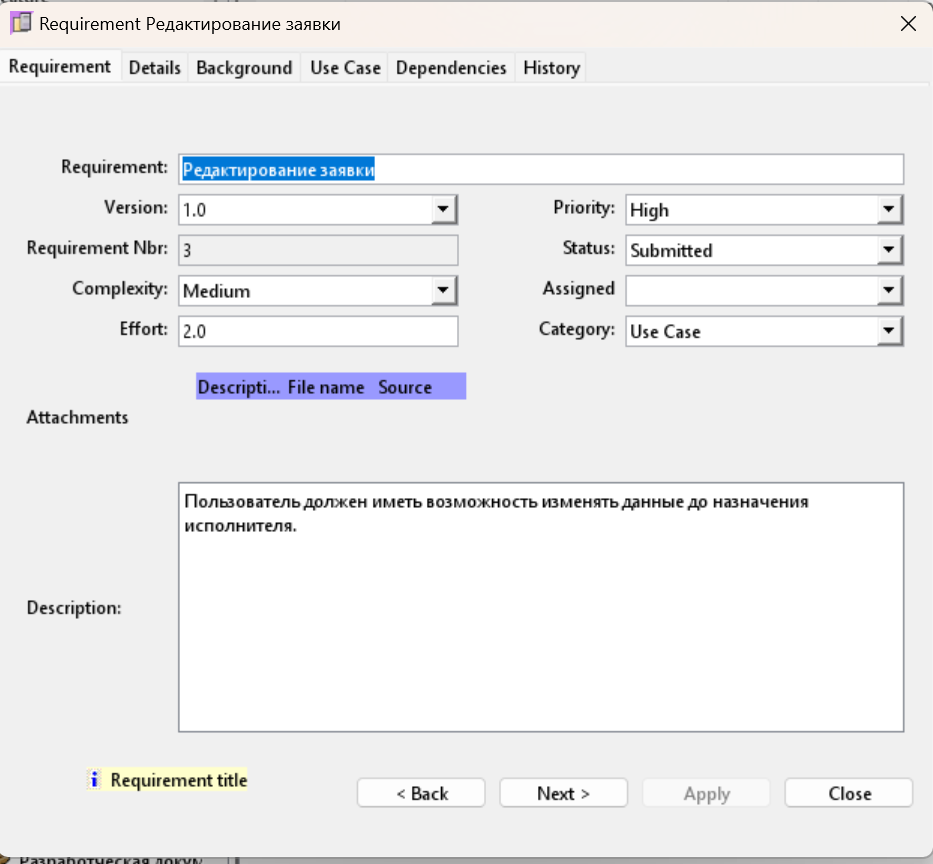 Requirement Редактирование заявки
Requirement Details Background Use Case Dependencies History
Requirement: Редактирование заявки
Version: 1.0 Priority: High
Requirement Nbr: 3 Status: Submitted
Complexity: Medium Assigned
Effort: 2.0 Category: Use Case
Descripti... File name Source
Attachments
Пользователь должен иметь возможность изменять данные до назначения
исполнителя.
Description:
Requirement title
< Back Next > Apply Close